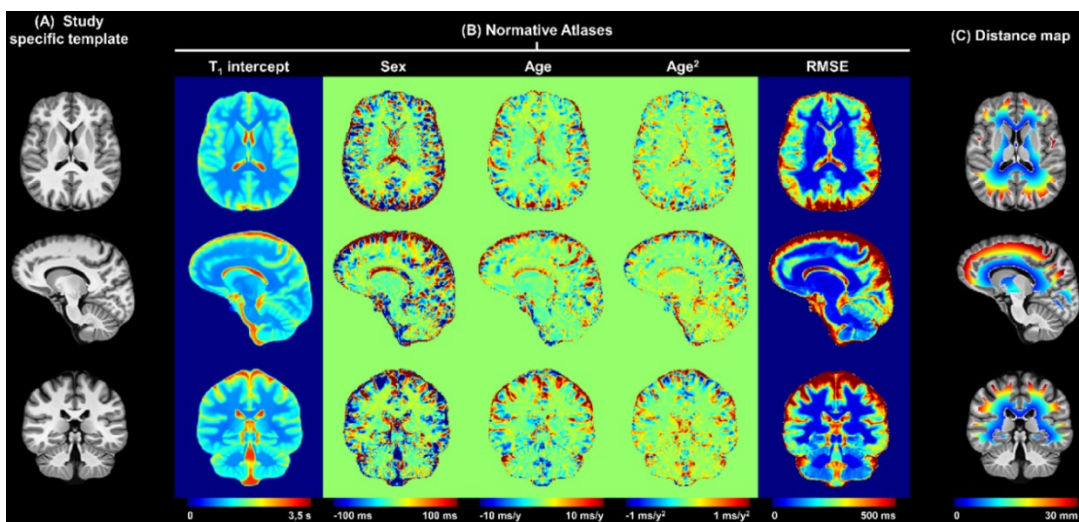 (A) Study
specific template
(B) Normative Atlases
(C) Distance map
T1 intercept
Sex
Age
Age²
RMSE
0 3,5 s
-100 ms 100 ms
-10 ms/y 10 ms/y
-1 ms/y² 1 ms/y²
0 500 ms
0 30 mm